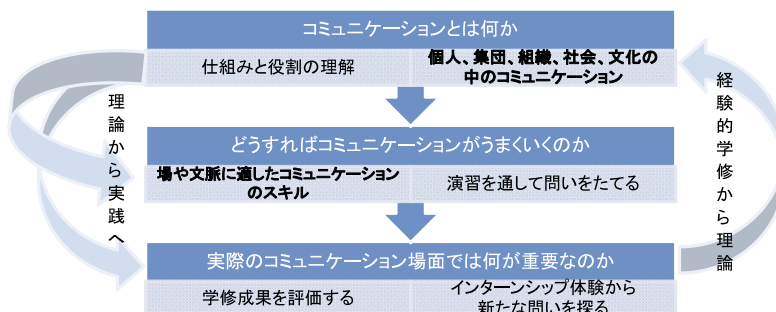 コミュニケーションとは何か
仕組みと役割の理解
個人、集団、組織、社会、文化の
中のコミュニケーション
どうすればコミュニケーションがうまくいくのか
場や文脈に適したコミュニケーション
のスキル
演習を通して問いをたてる
実際のコミュニケーション場面では何が重要なのか
学修成果を評価する
インターンシップ体験から
新たな問いを探る
理論から実践へ
経験的学修から理論